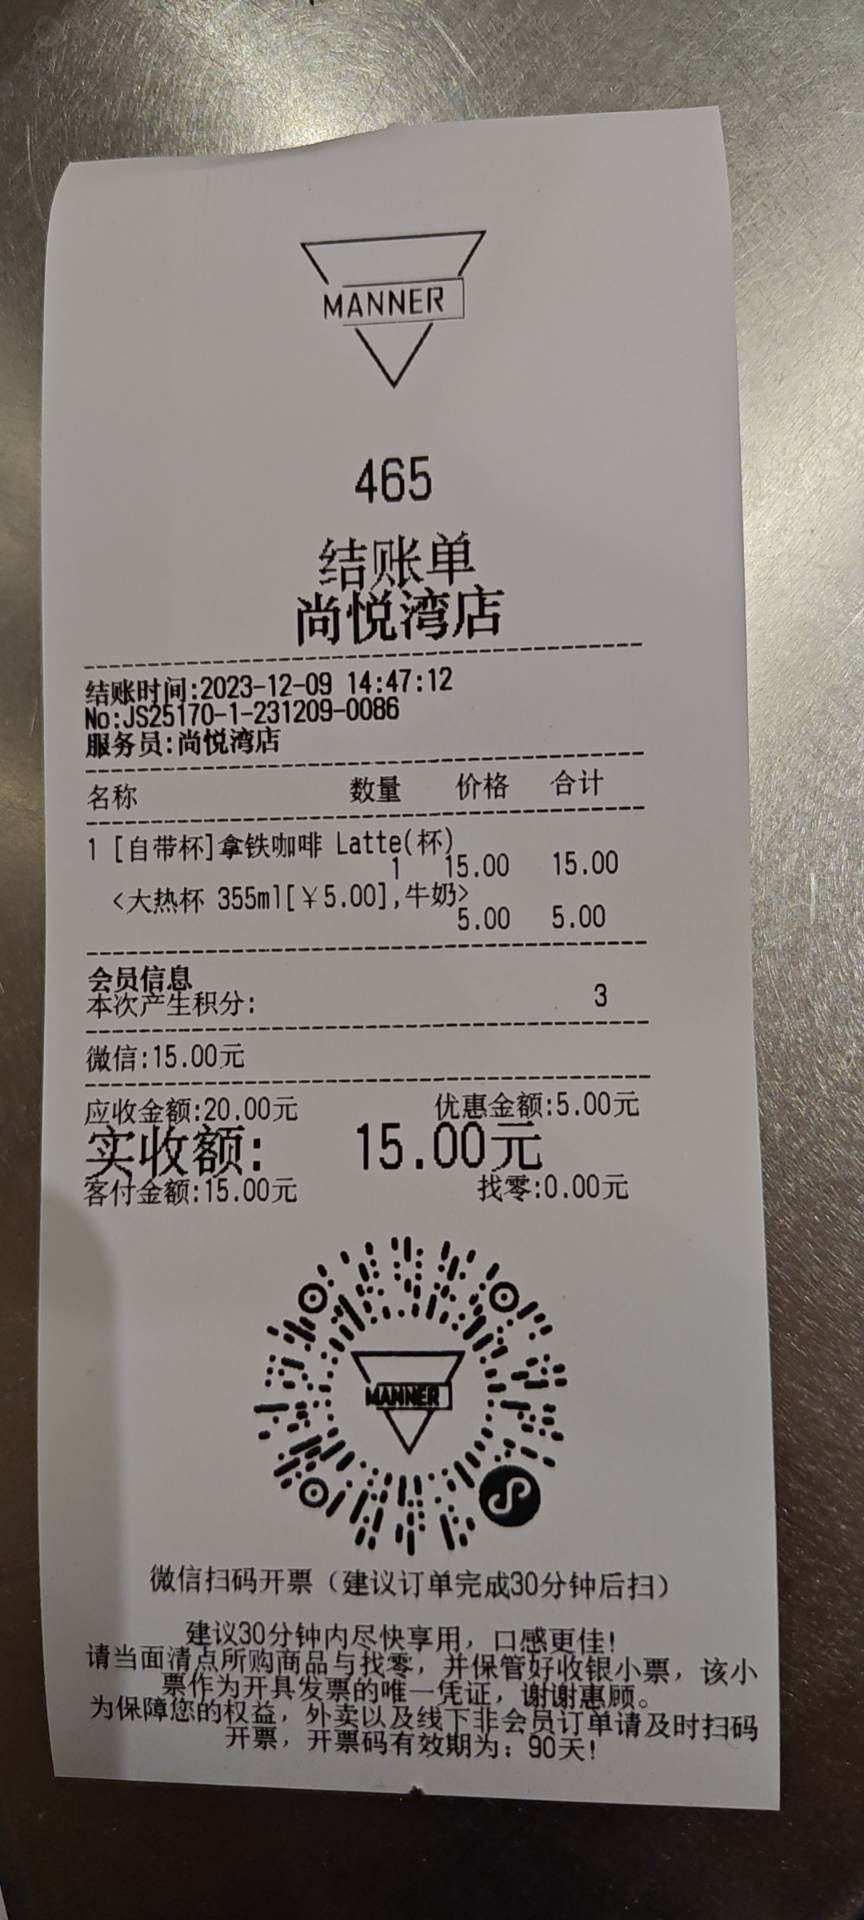 MANNER
465
结账单
尚悦湾店
结账时间:2023-12-09 14:47:12
No:JS25170-1-231209-0086
服务员:尚悦湾店
名称 数量 价格 合计
1 [自带杯]拿铁咖啡 Latte(杯)
1 15.00 15.00
<大热杯 355ml[￥5.00],牛奶>
5.00 5.00
会员信息
本次产生积分: 3
微信:15.00元
应收金额:20.00元 优惠金额:5.00元
实收额: 15.00元
客付金额:15.00元 找零:0.00元
MANNER
微信扫码开票（建议订单完成30分钟后扫）
建议30分钟内尽快享用，口感更佳!
请当面清点所购商品与找零，并保管好收银小票，该小
票作为开具发票的唯一凭证，谢谢惠顾。
为保障您的权益，外卖以及线下非会员订单请及时扫码
开票，开票码有效期为：90天!